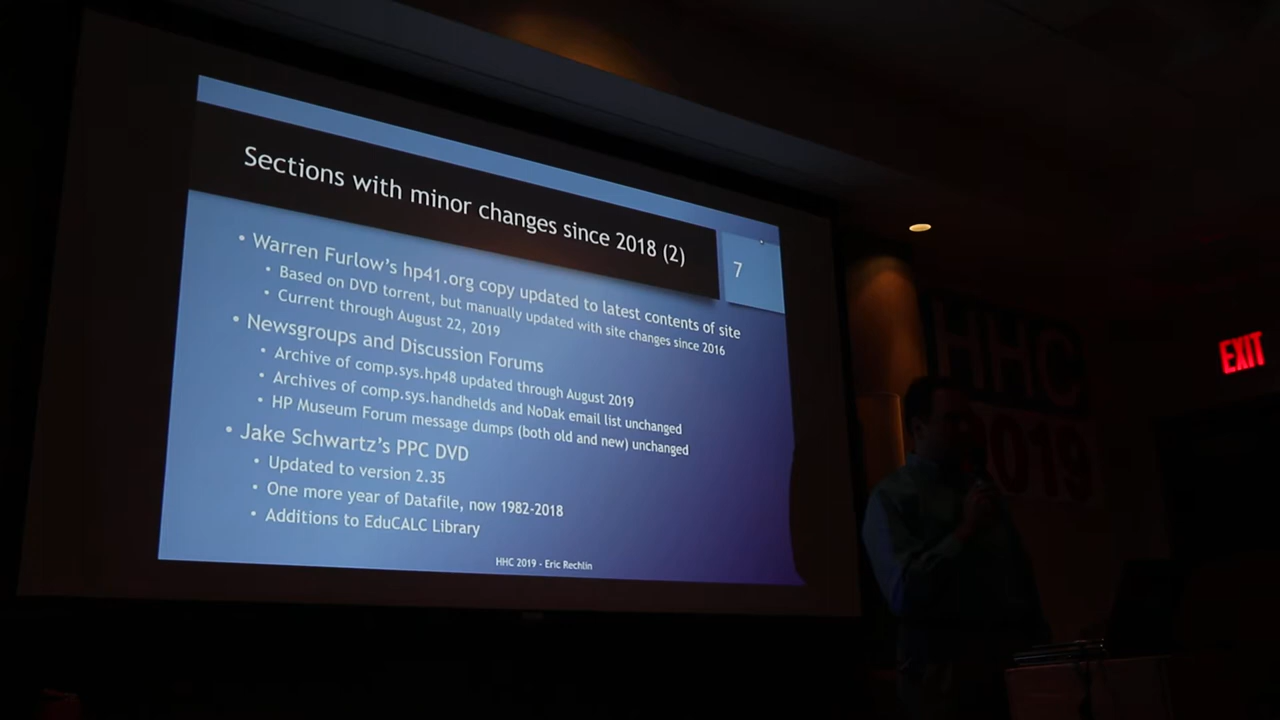 Sections with minor changes since 2018 (2)
7
• Warren Furlow's hp41.org copy updated to latest contents of site
• Based on DVD torrent, but manually updated with site changes since 2016
• Current through August 22, 2019
• Newsgroups and Discussion Forums
• Archive of comp.sys.hp48 updated through August 2019
• Archives of comp.sys.handhelds and NoDak email list unchanged
• HP Museum Forum message dumps (both old and new) unchanged
• Jake Schwartz's PPC DVD
• Updated to version 2.35
• One more year of Datafile, now 1982-2018
• Additions to EduCALC Library
HHC 2019 - Eric Rechlin
HHC
2019
EXIT